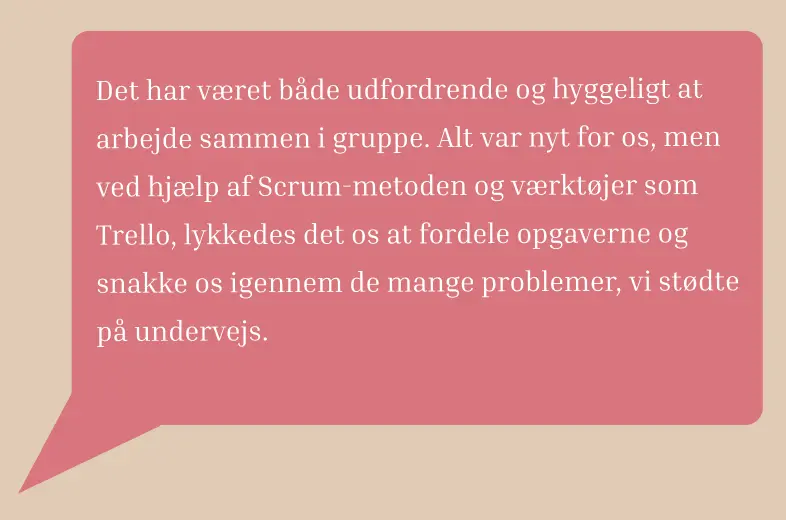 Det har været både udfordrende og hyggeligt at
arbejde sammen i gruppe. Alt var nyt for os, men
ved hjælp af Scrum-metoden og værktøjer som
Trello, lykkedes det os at fordele opgaverne og
snakke os igennem de mange problemer, vi stødte
på undervejs.